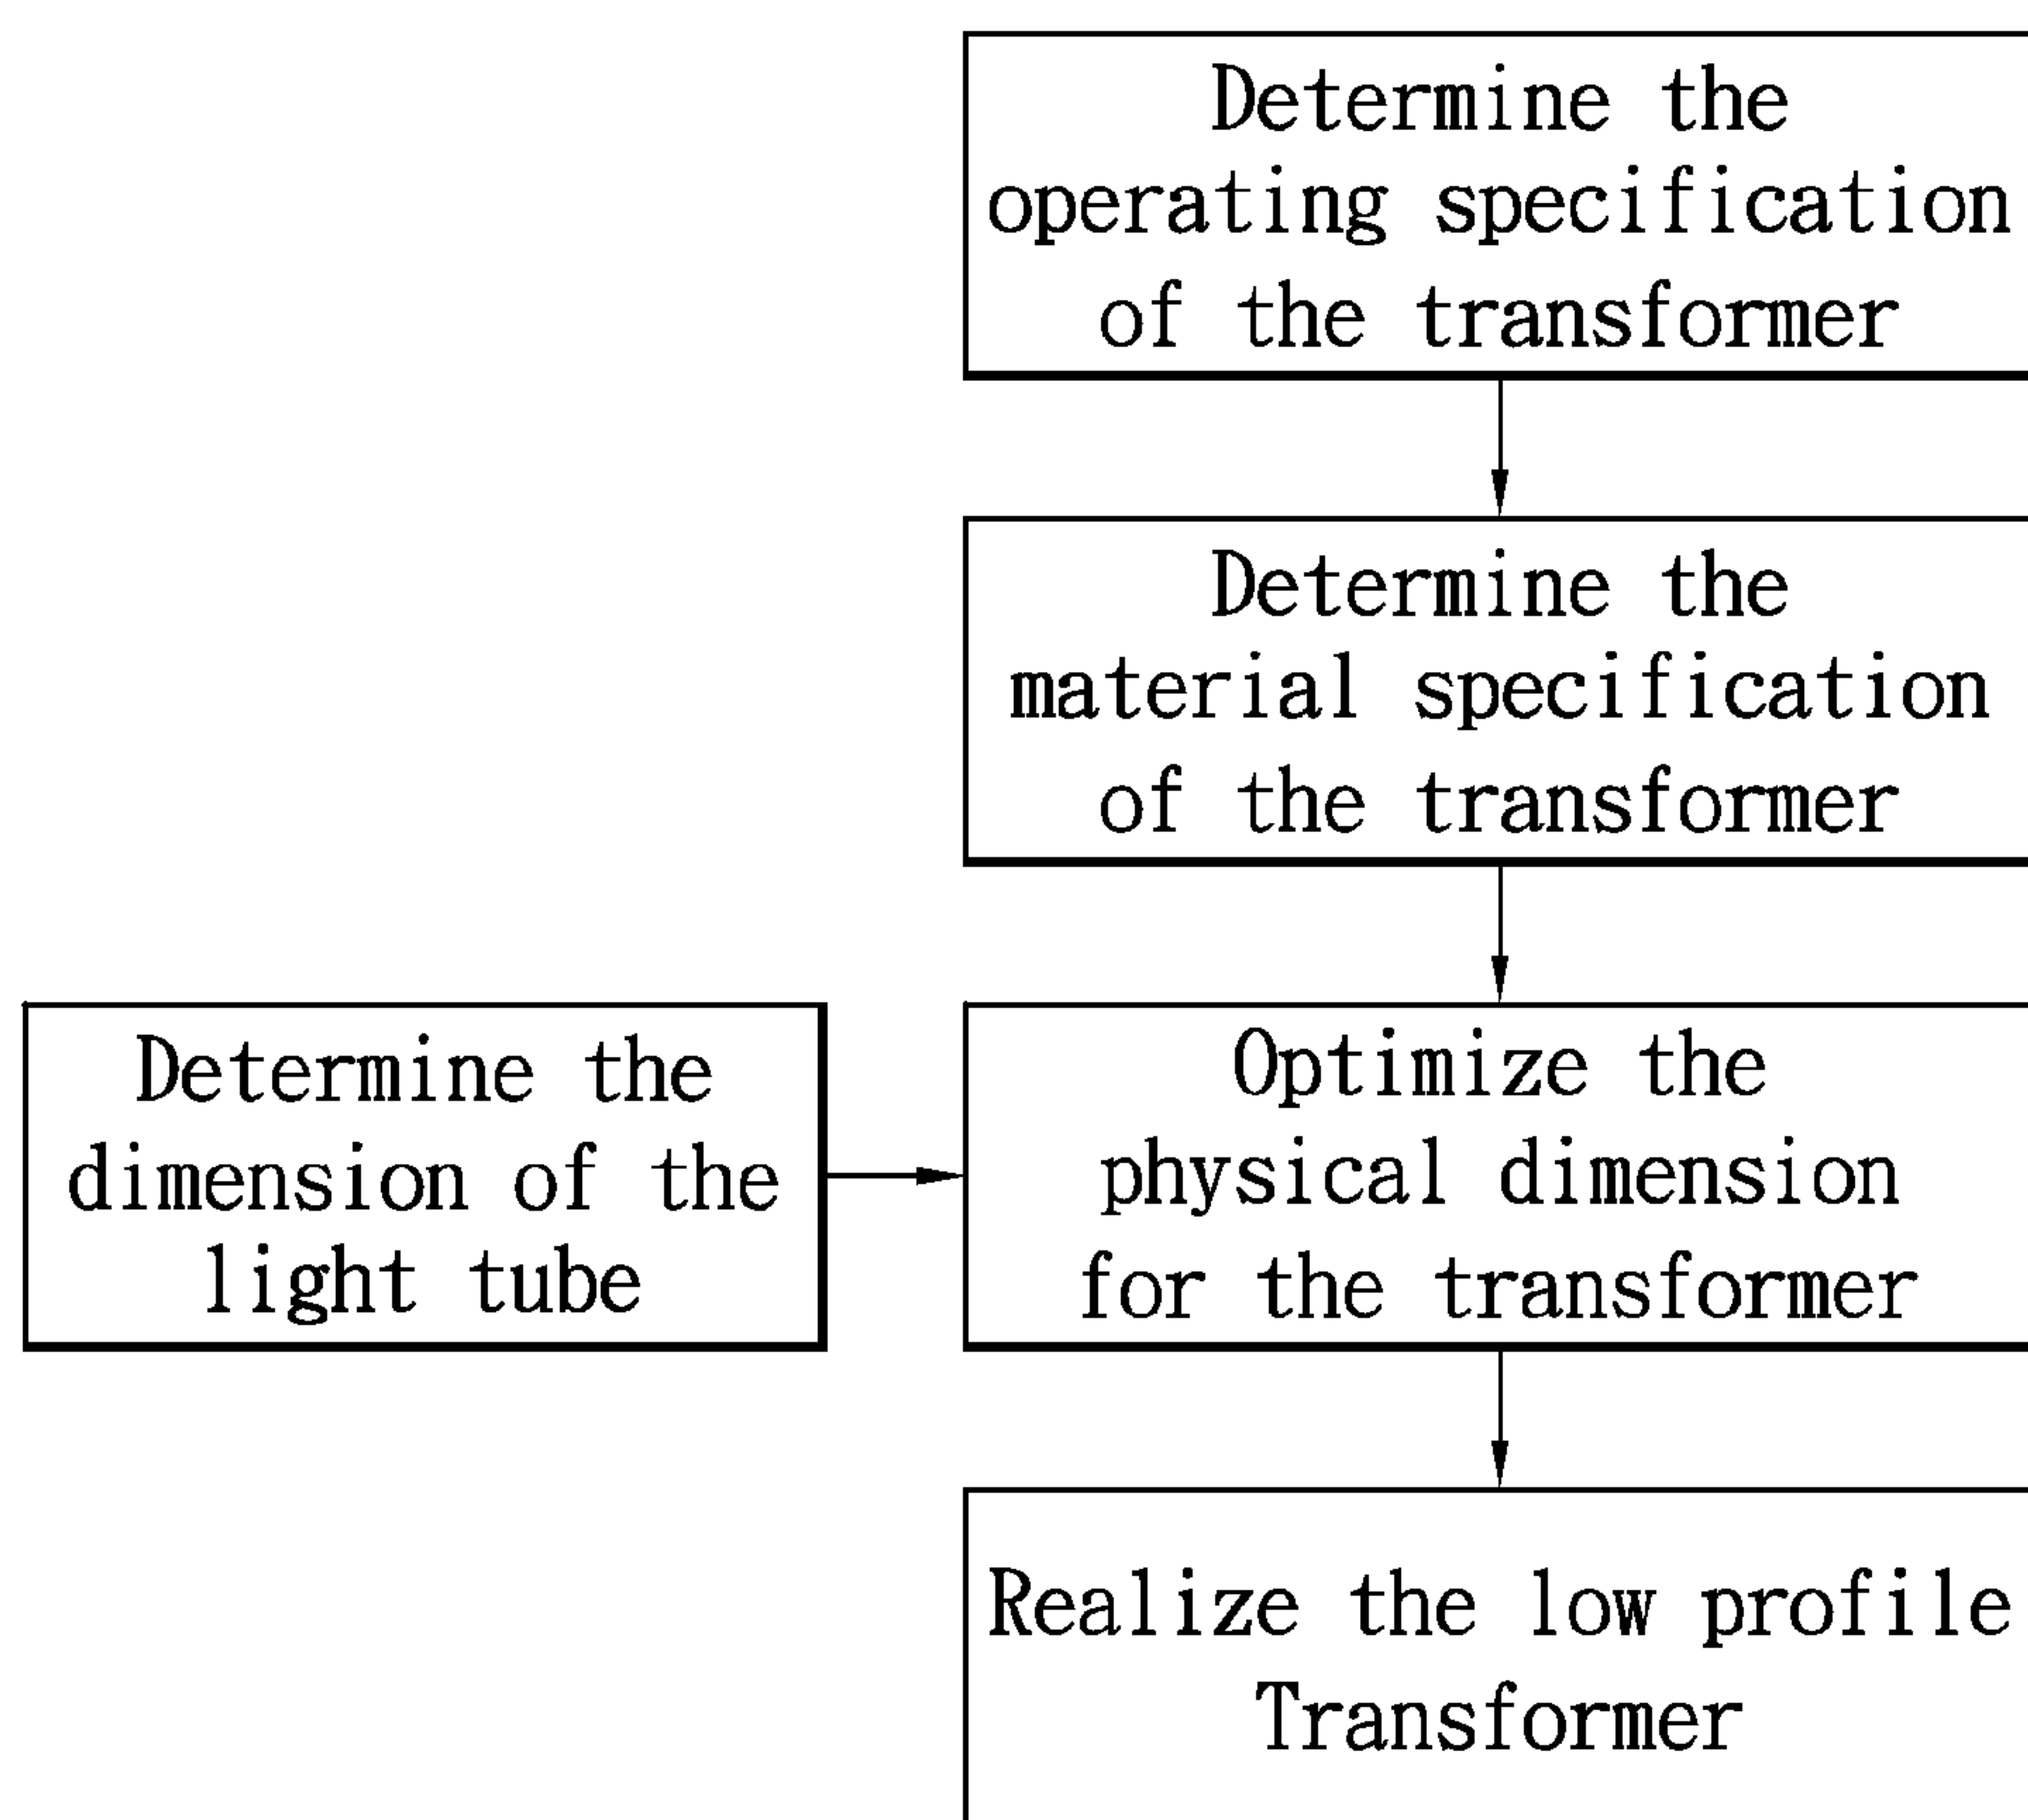 Determine the
operating specification
of the transformer
Determine the
material specification
of the transformer
Determine the
dimension of the
light tube
Optimize the
physical dimension
for the transformer
Realize the low profile
Transformer